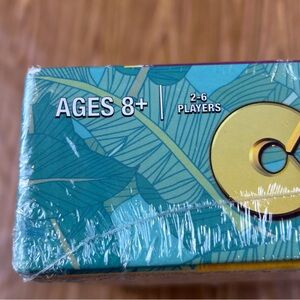 AGES 8+ | 2-6
PLAYERS